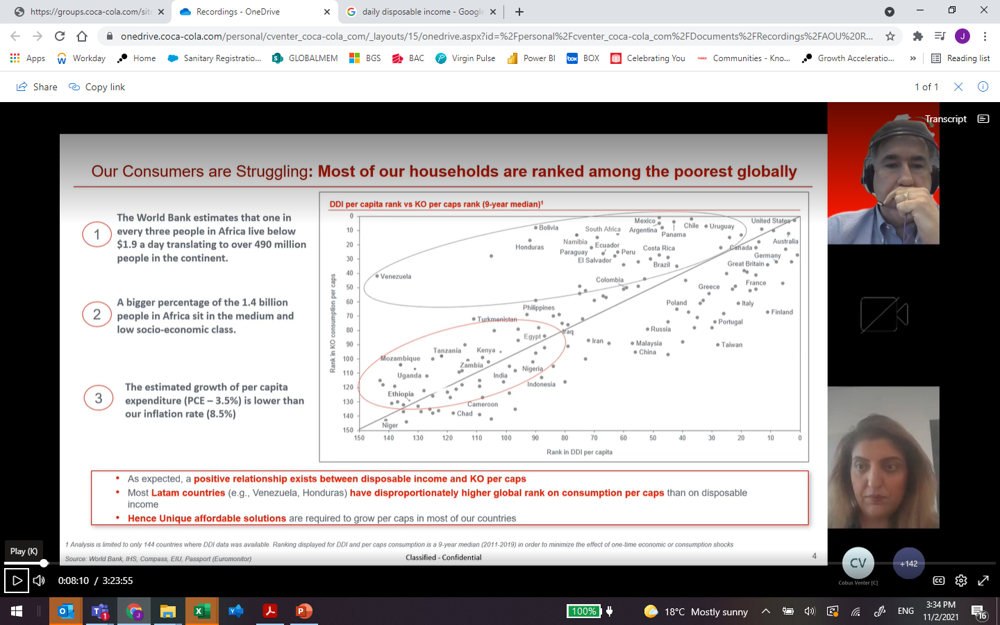 https://groups.coca-cola.com/sit
Recordings - OneDrive
daily disposable income - Google
onedrive.coca-cola.com/personal/cventer_coca-cola_com/_layouts/15/onedrive.aspx?id=%2Fpersonal%2Fcventer_coca-cola_com%2FDocuments%2FRecordings%2FAOU%20R...
J
Apps
Workday
Home
Sanitary Registratio...
GLOBALMEM
BGS
BAC
Virgin Pulse
Power BI
box
BOX
Celebrating You
Communities - Kno...
Growth Acceleratio...
»
Reading list
Share
Copy link
1 of 1
Transcript
Our Consumers are Struggling: Most of our households are ranked among the poorest globally
1
The World Bank estimates that one in
every three people in Africa live below
$1.9 a day translating to over 490 million
people in the continent.
2
A bigger percentage of the 1.4 billion
people in Africa sit in the medium and
low socio-economic class.
3
The estimated growth of per capita
expenditure (PCE – 3.5%) is lower than
our inflation rate (8.5%)
DDI per capita rank vs KO per caps rank (9-year median)¹
Rank in KO consumption per caps
0
10
20
30
40
50
60
70
80
90
100
110
120
130
140
150
Bolivia
Mexico
South Africa
Argentina
Chile
Uruguay
United States
Panama
Honduras
Namibia
Ecuador
Paraguay
Peru
Costa Rica
Canada
Australia
El Salvador
Brazil
Germany
Great Britain
Venezuela
Colombia
Greece
France
Philippines
Poland
Italy
Finland
Turkmenistan
Portugal
Egypt
Iraq
Russia
Iran
Malaysia
Taiwan
China
Tanzania
Kenya
Mozambique
Zambia
Nigeria
Uganda
India
Indonesia
Ethiopia
Cameroon
Chad
Niger
150 140 130 120 110 100 90 80 70 60 50 40 30 20 10 0
Rank in DDI per capita
• As expected, a positive relationship exists between disposable income and KO per caps
• Most Latam countries (e.g., Venezuela, Honduras) have disproportionately higher global rank on consumption per caps than on disposable
income
• Hence Unique affordable solutions are required to grow per caps in most of our countries
1 Analysis is limited to only 144 countries where DDI data was available. Ranking displayed for DDI and per caps consumption is a 9-year median (2011-2019) in order to minimize the effect of one-time economic or consumption shocks
Source: World Bank, IHS, Compass, EIU, Passport (Euromonitor)
Classified - Confidential
4
Play (K)
CV
+142
Cobus Venter [C]
0:08:10 / 3:23:55
CC
100%
18°C Mostly sunny
ENG
3:34 PM
11/2/2021
16